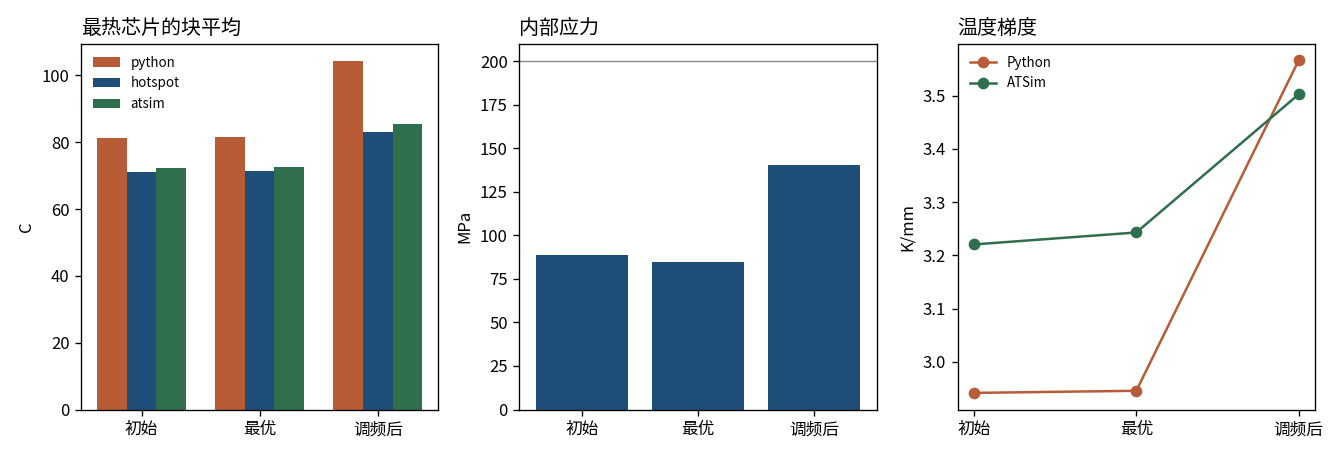 最热芯片的块平均
python
hotspot
atsim
C
100
80
60
40
20
0
初始
最优
调频后
内部应力
MPa
200
175
150
125
100
75
50
25
0
初始
最优
调频后
温度梯度
Python
ATSim
K/mm
3.5
3.4
3.3
3.2
3.1
3.0
初始
最优
调频后